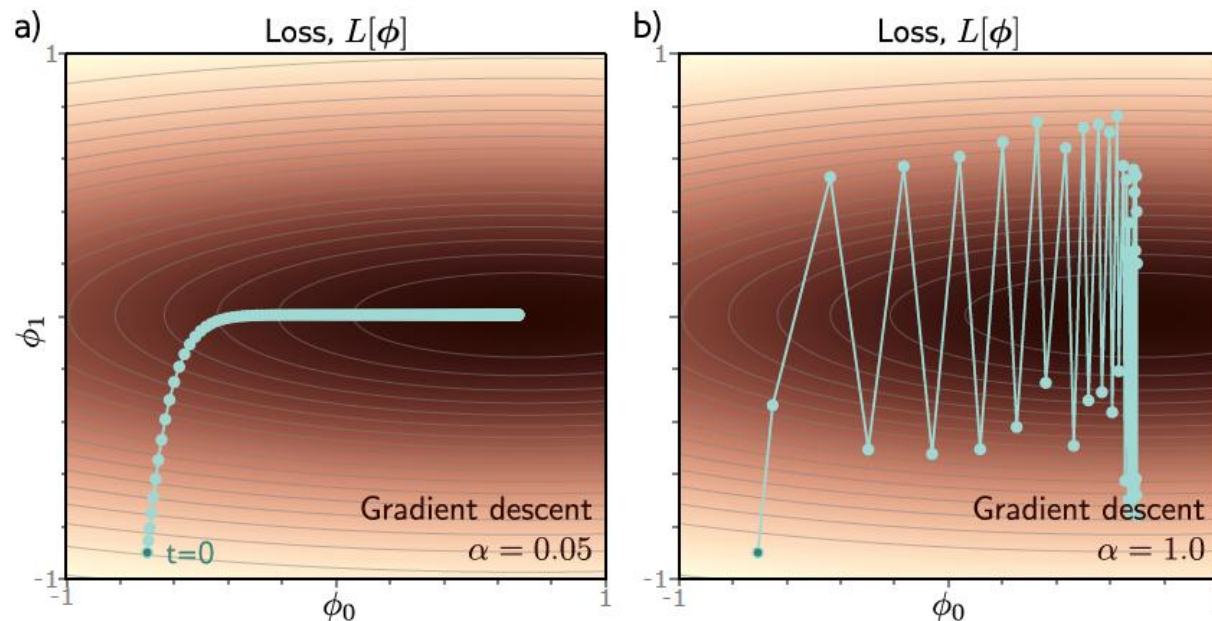 a)
Loss, L[ϕ]
1
ϕ₁
t=0
Gradient descent
α = 0.05
-1
-1
ϕ₀
1
b)
Loss, L[ϕ]
1
Gradient descent
α = 1.0
-1
-1
ϕ₀
1